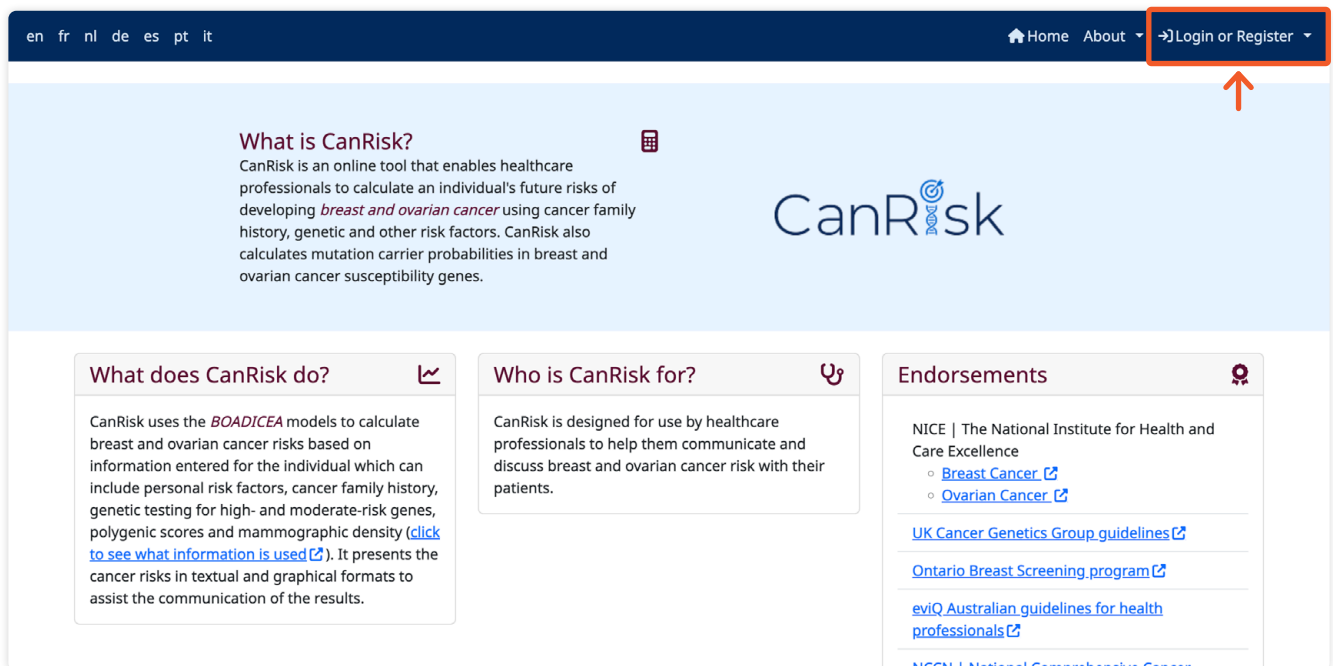 en fr nl de es pt it
Home About Login or Register
What is CanRisk?
CanRisk is an online tool that enables healthcare
professionals to calculate an individual's future risks of
developing breast and ovarian cancer using cancer family
history, genetic and other risk factors. CanRisk also
calculates mutation carrier probabilities in breast and
ovarian cancer susceptibility genes.
CanRisk
What does CanRisk do?
CanRisk uses the BOADICEA models to calculate
breast and ovarian cancer risks based on
information entered for the individual which can
include personal risk factors, cancer family history,
genetic testing for high- and moderate-risk genes,
polygenic scores and mammographic density (click
to see what information is used). It presents the
cancer risks in textual and graphical formats to
assist the communication of the results.
Who is CanRisk for?
CanRisk is designed for use by healthcare
professionals to help them communicate and
discuss breast and ovarian cancer risk with their
patients.
Endorsements
NICE | The National Institute for Health and
Care Excellence
Breast Cancer
Ovarian Cancer
UK Cancer Genetics Group guidelines
Ontario Breast Screening program
eviQ Australian guidelines for health
professionals
NCCN | National Comprehensive Cancer